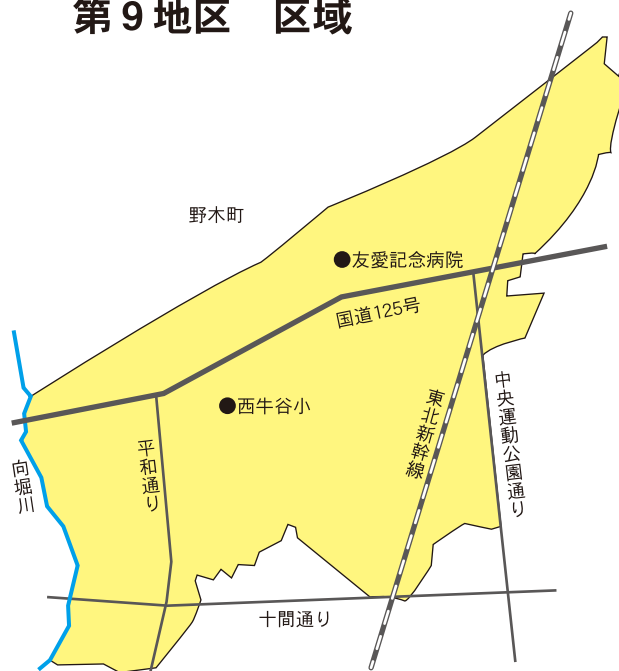 第9地区　区域
野木町
友愛記念病院
国道125号
西牛谷小
東北新幹線
中央運動公園通り
平和通り
向堀川
十間通り